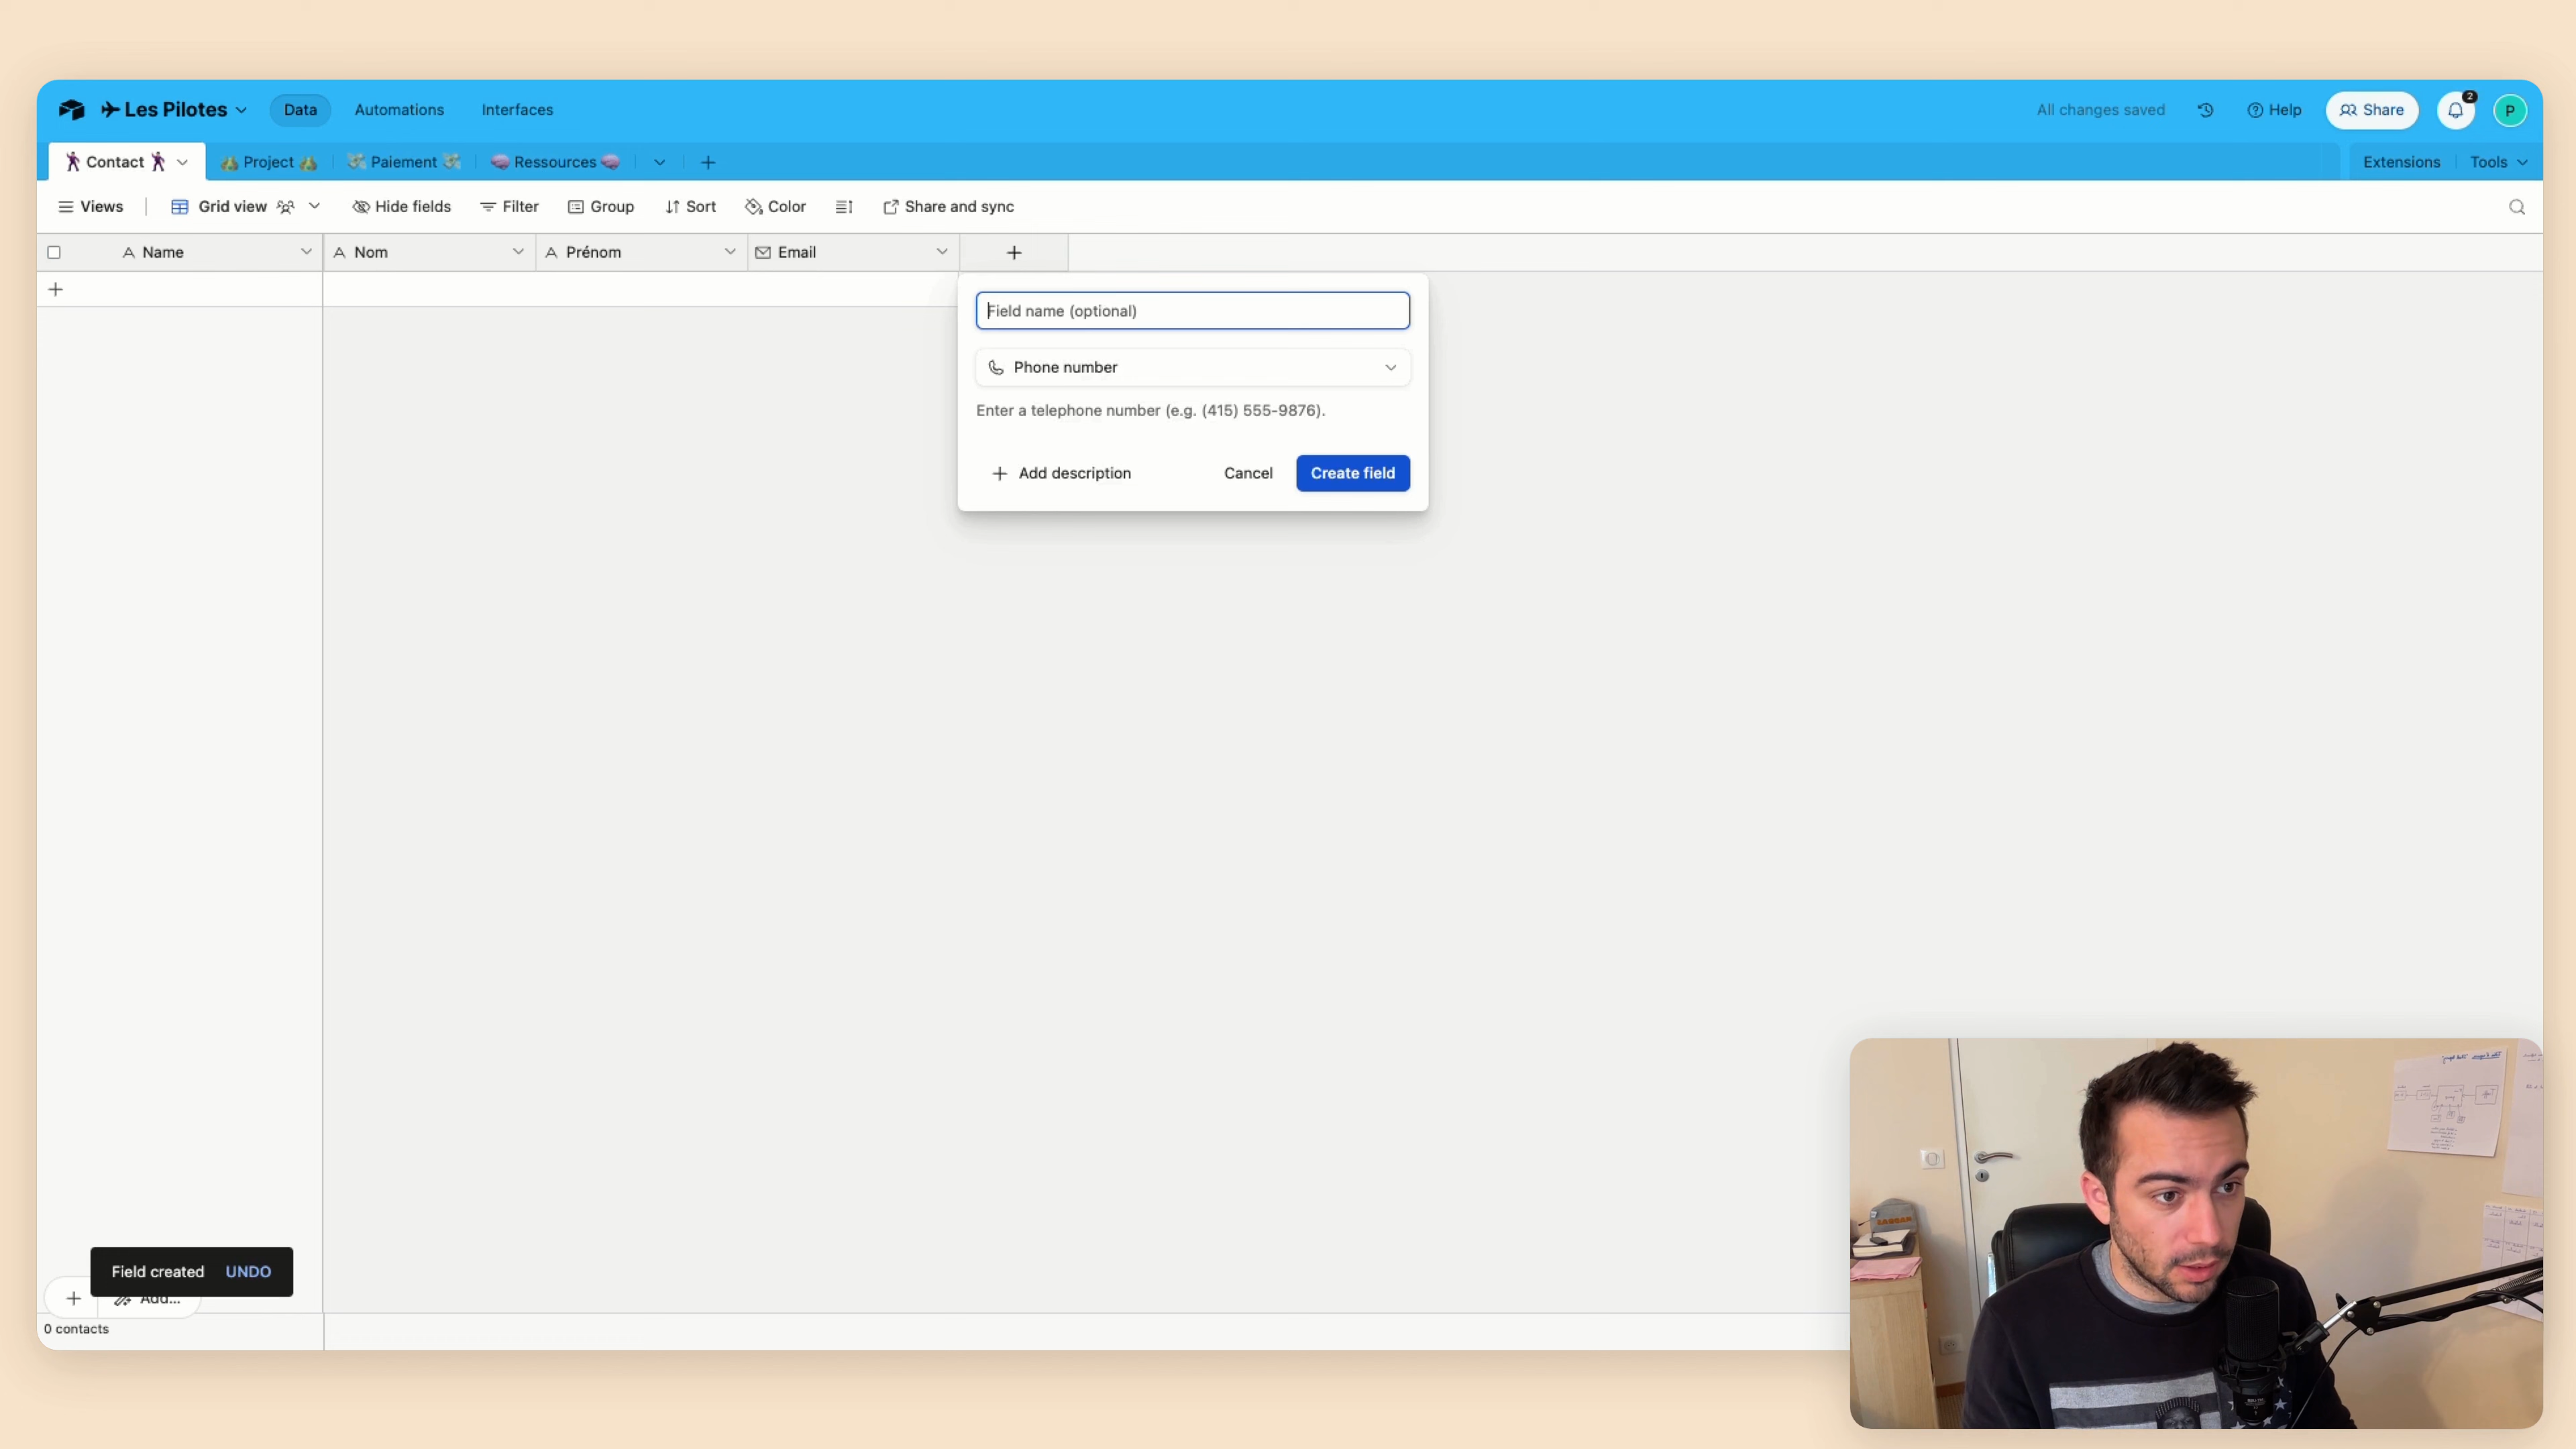 Les Pilotes
Data
Automations
Interfaces
All changes saved
Help
Share
2
P
Contact
Project
Paiement
Ressources
Extensions
Tools
Views
Grid view
Hide fields
Filter
Group
Sort
Color
Share and sync
Name
Nom
Prénom
Email
Field name (optional)
Phone number
Enter a telephone number (e.g. (415) 555-9876).
Add description
Cancel
Create field
Field created
UNDO
Add...
0 contacts